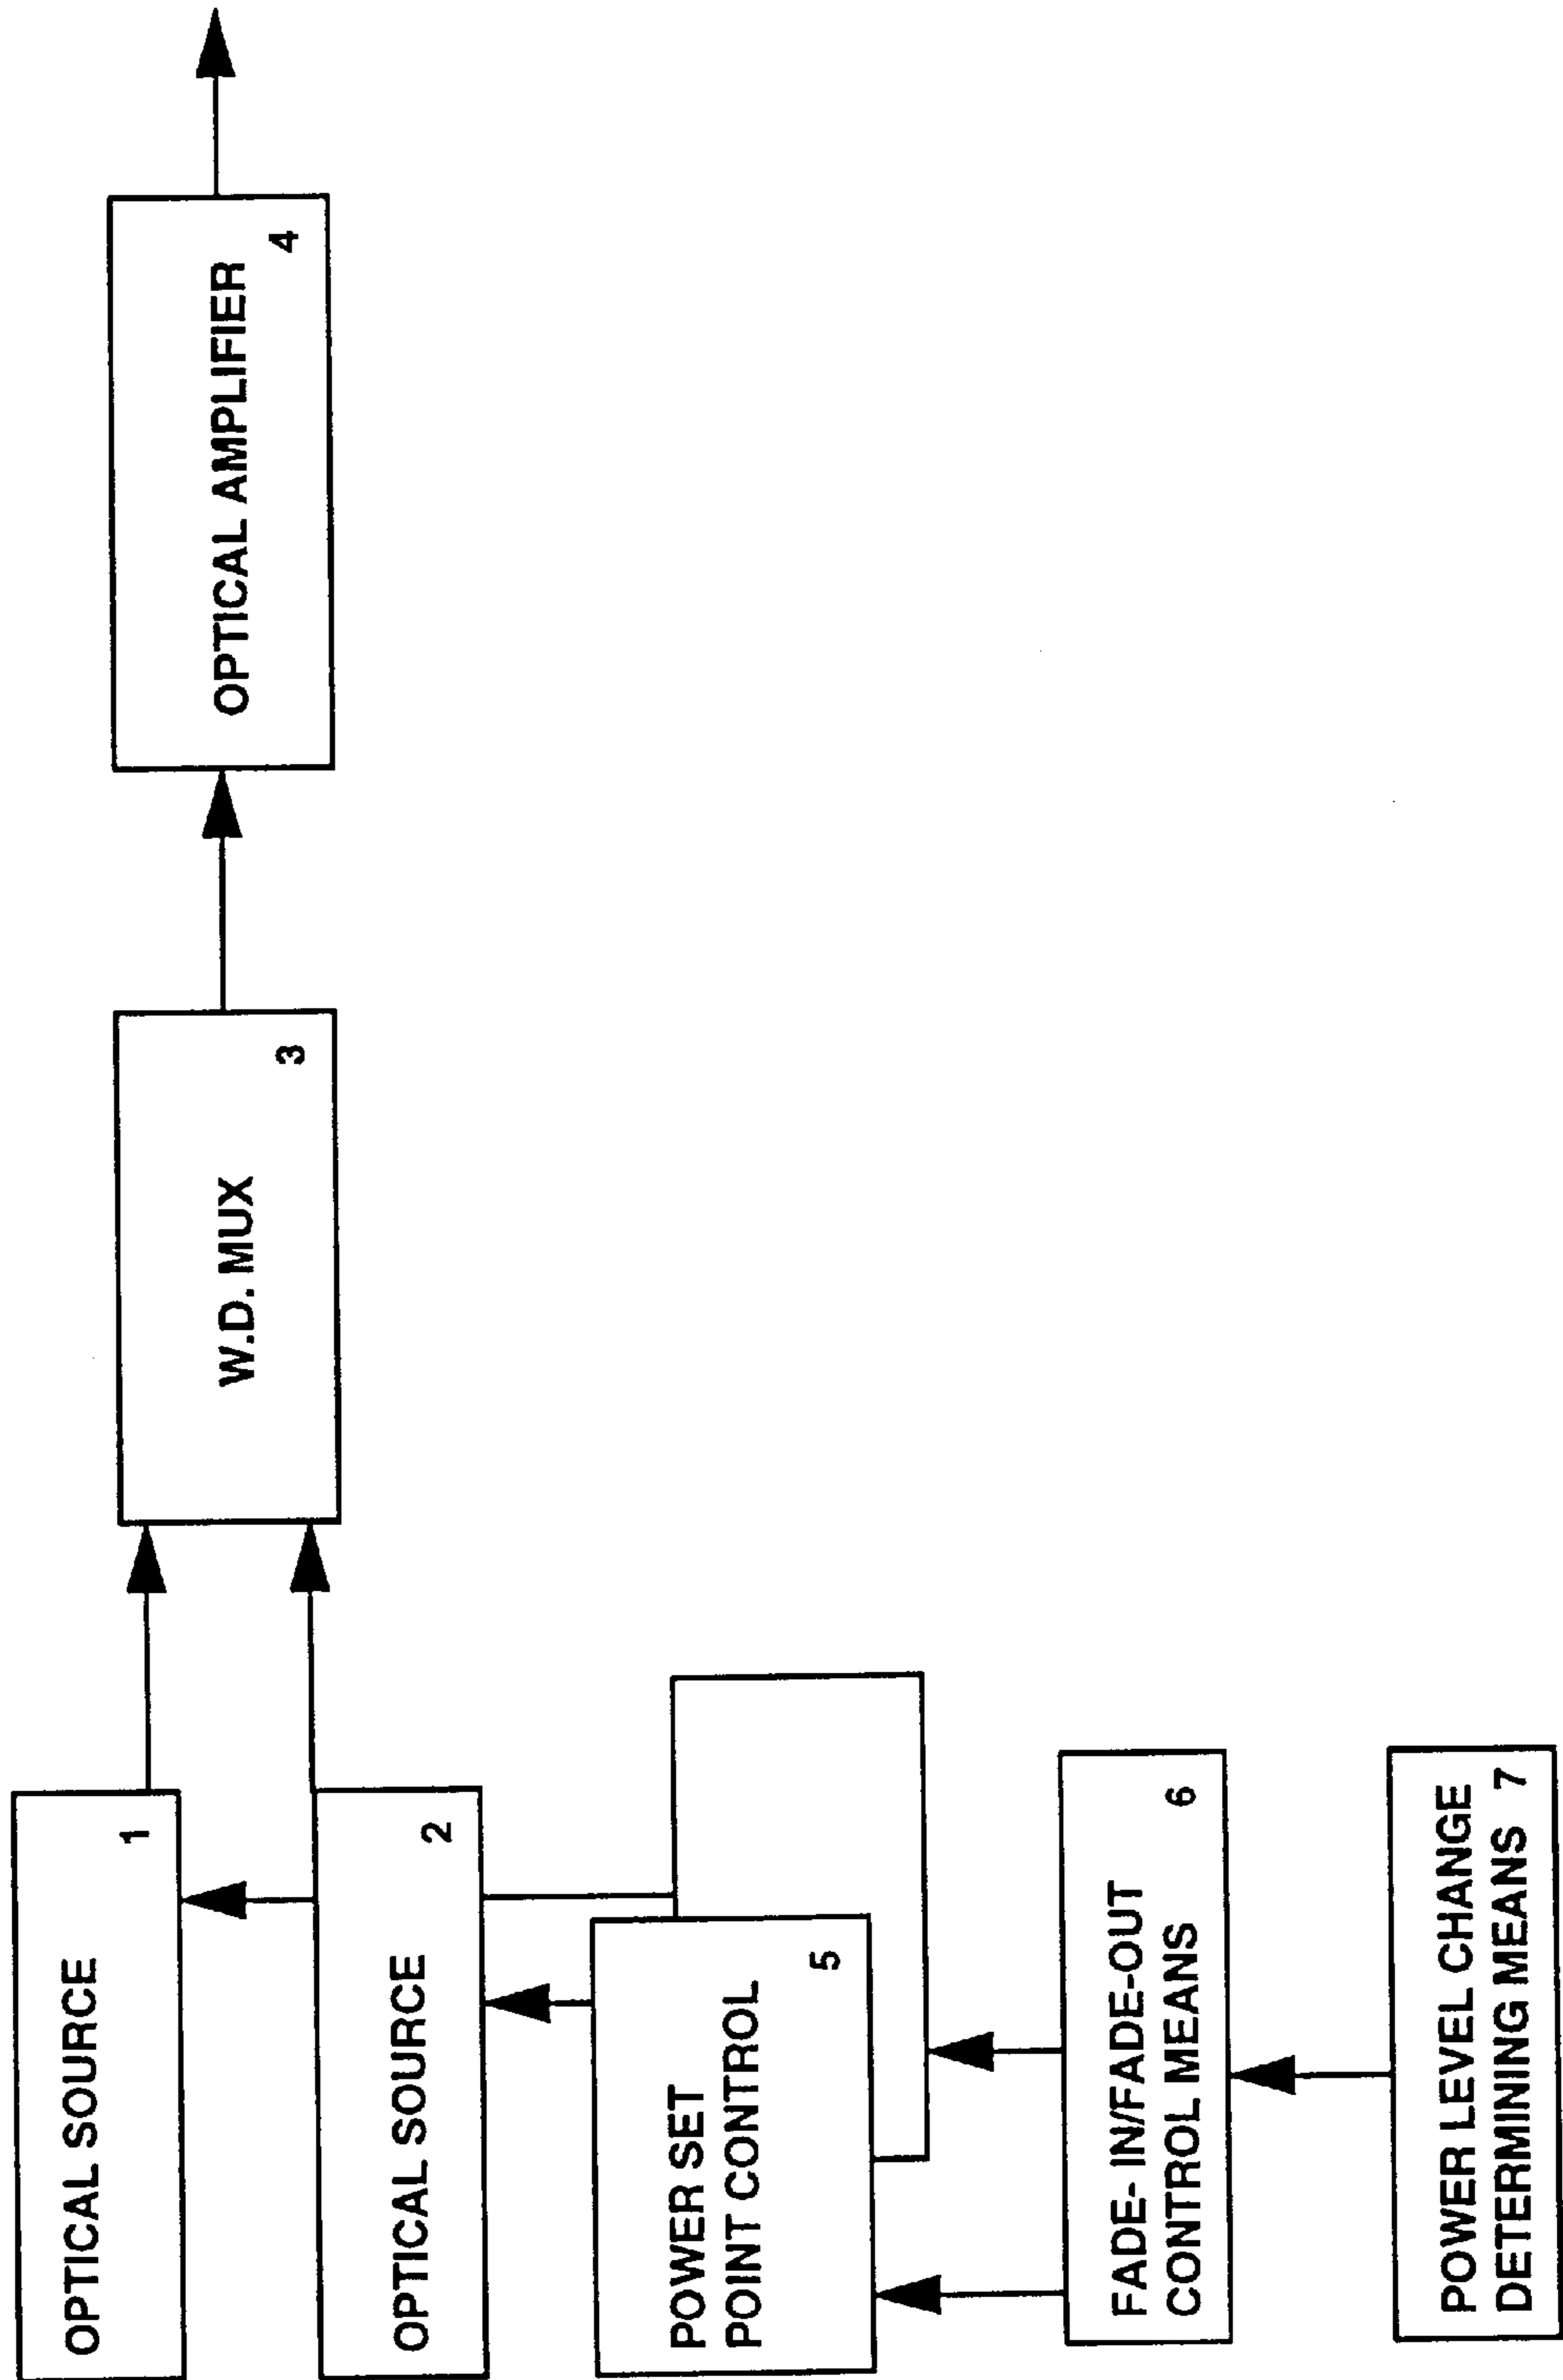 OPTICAL SOURCE
1
OPTICAL SOURCE
2
W.D. MUX
3
OPTICAL AMPLIFIER
4
POWER SET
POINT CONTROL
5
FADE- IN/FADE-OUT
CONTROL MEANS 6
POWER LEVEL CHANGE
DETERMINING MEANS 7